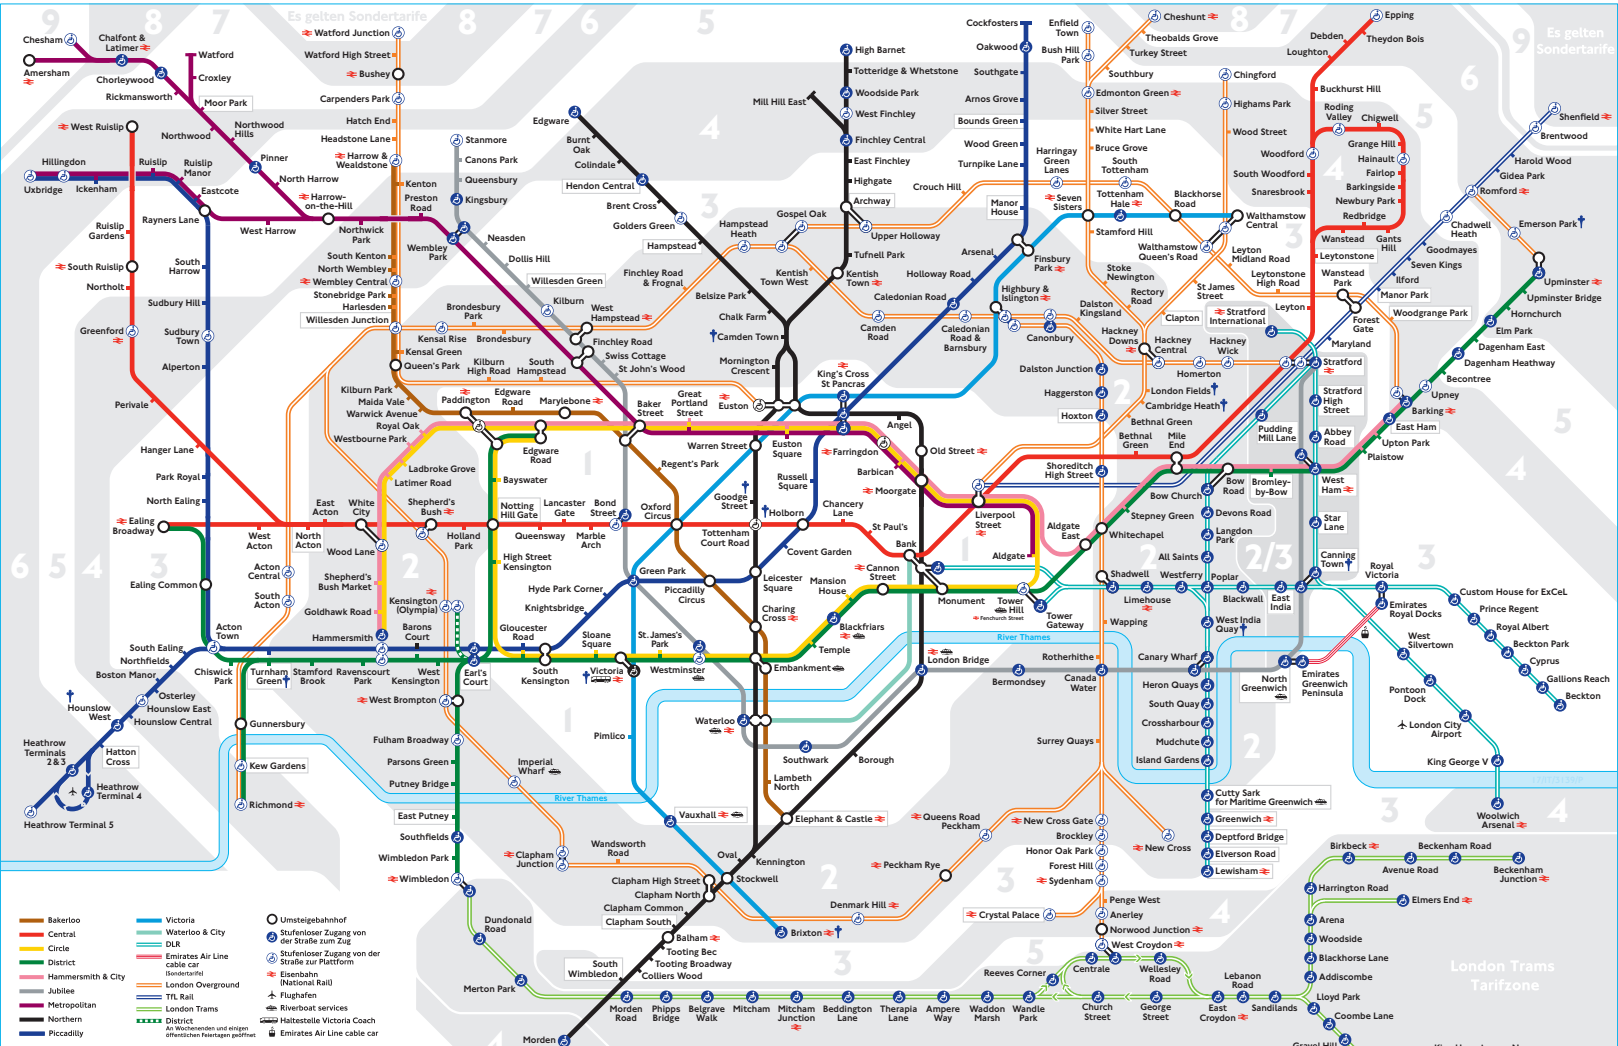 9
8
7
Es gelten Sondertarife
8
7
6
5
8
7
9
Es gelten
Sondertarife
6
Chesham
Chalfont &
Latimer
Amersham
Chorleywood
Rickmansworth
Watford
Croxley
Moor Park
Northwood
Northwood
Hills
Pinner
North Harrow
Harrow-
on-the-Hill
Northwick
Park
Preston
Road
Wembley
Park
West Ruislip
Hillingdon
Uxbridge
Ickenham
Ruislip
Ruislip
Manor
Eastcote
Rayners Lane
West Harrow
Ruislip
Gardens
South Ruislip
Northolt
Greenford
Perivale
Hanger Lane
South
Harrow
Sudbury Hill
Sudbury
Town
Alperton
Park Royal
North Ealing
Ealing
Broadway
Ealing Common
West
Acton
North
Acton
East
Acton
White
City
Wood Lane
Shepherd's
Bush
Shepherd's
Bush Market
Holland
Park
Notting
Hill Gate
Queensway
Lancaster
Gate
Marble
Arch
Bond
Street
Oxford
Circus
Tottenham
Court Road
Holborn
Chancery
Lane
St Paul's
Bank
Liverpool
Street
Watford Junction
Watford High Street
Bushey
Carpenders Park
Hatch End
Headstone Lane
Harrow &
Wealdstone
Kenton
South Kenton
North Wembley
Wembley Central
Stonebridge Park
Harlesden
Willesden Junction
Kensal Green
Queen's Park
Kilburn Park
Maida Vale
Warwick Avenue
Royal Oak
Westbourne Park
Ladbroke Grove
Latimer Road
Paddington
Edgware
Road
Marylebone
Edgware
Road
Bayswater
Baker
Street
Great
Portland
Street
Regent's Park
Stanmore
Canons Park
Queensbury
Kingsbury
Neasden
Dollis Hill
Willesden Green
Kilburn
West
Hampstead
Finchley Road
Swiss Cottage
St John's Wood
Brondesbury
Park
Kensal Rise
Brondesbury
Kilburn
High Road
South
Hampstead
Finchley Road
& Frognal
Hampstead
Heath
Gospel Oak
Kentish
Town West
Upper Holloway
Crouch Hill
Harringay
Green
Lanes
South
Tottenham
Blackhorse
Road
Edgware
Burnt
Oak
Colindale
Hendon Central
Brent Cross
Golders Green
Hampstead
Belsize Park
Chalk Farm
Camden Town
Mornington
Crescent
Euston
Warren Street
Euston
Square
Goodge
Street
High Barnet
Totteridge & Whetstone
Woodside Park
West Finchley
Mill Hill East
Finchley Central
East Finchley
Highgate
Archway
Tufnell Park
Kentish
Town
King's Cross
St Pancras
Angel
Old Street
Farringdon
Barbican
Moorgate
Russell
Square
Covent Garden
Leicester
Square
Piccadilly
Circus
Green Park
Hyde Park Corner
Knightsbridge
Cockfosters
Oakwood
Southgate
Arnos Grove
Bounds Green
Wood Green
Turnpike Lane
Manor
House
Arsenal
Finsbury
Park
Holloway Road
Caledonian Road
Camden
Road
Caledonian
Road &
Barnsbury
Highbury &
Islington
Canonbury
Dalston
Kingsland
Dalston Junction
Haggerston
Hoxton
Shoreditch
High Street
Enfield
Town
Bush Hill
Park
Cheshunt
Theobalds Grove
Turkey Street
Southbury
Edmonton Green
Silver Street
White Hart Lane
Bruce Grove
Seven
Sisters
Tottenham
Hale
Stamford Hill
Stoke
Newington
Rectory
Road
Hackney
Downs
Hackney
Central
Clapton
St James
Street
Homerton
Hackney
Wick
London Fields
Cambridge Heath
Bethnal Green
Bethnal
Green
Mile
End
Chingford
Highams Park
Wood Street
Walthamstow
Central
Walthamstow
Queen's Road
Leyton
Midland Road
Leytonstone
High Road
Wanstead
Park
Woodgrange Park
Epping
Theydon Bois
Debden
Loughton
Buckhurst Hill
Roding
Valley
Chigwell
Grange Hill
Hainault
Fairlop
Barkingside
Newbury Park
Redbridge
Gants
Hill
Wanstead
Woodford
South Woodford
Snaresbrook
Leytonstone
Leyton
Stratford
International
Stratford
Stratford
High Street
Abbey
Road
Pudding
Mill Lane
Shenfield
Brentwood
Harold Wood
Gidea Park
Romford
Emerson Park
Chadwell
Heath
Goodmayes
Seven Kings
Ilford
Manor Park
Forest
Gate
Maryland
Upminster
Upminster Bridge
Hornchurch
Elm Park
Dagenham East
Dagenham Heathway
Becontree
Upney
Barking
East Ham
Upton Park
Plaistow
West
Ham
Bromley-
by-Bow
Bow
Road
Bow Church
Devons Road
Langdon
Park
All Saints
Stepney Green
Whitechapel
Aldgate
East
Aldgate
Shadwell
Limehouse
Westferry
Poplar
Blackwall
East
India
Canning
Town
Star
Lane
Royal
Victoria
Custom House for ExCeL
Prince Regent
Royal Albert
Beckton Park
Cyprus
Gallions Reach
Beckton
Emirates
Royal Docks
West
Silvertown
Pontoon
Dock
London City
Airport
King George V
Woolwich
Arsenal
Emirates
Greenwich
Peninsula
North
Greenwich
West India
Quay
Canary Wharf
Heron Quays
South Quay
Crossharbour
Mudchute
Island Gardens
Cutty Sark
for Maritime Greenwich
Greenwich
Deptford Bridge
Elverson Road
Lewisham
Acton
Central
South
Acton
Acton
Town
South Ealing
Northfields
Boston Manor
Osterley
Hounslow East
Hounslow Central
Hounslow
West
Hatton
Cross
Heathrow
Terminals
2 & 3
Heathrow
Terminal 4
Heathrow Terminal 5
Chiswick
Park
Turnham
Green
Stamford
Brook
Ravenscourt
Park
Hammersmith
Goldhawk Road
Kensington
(Olympia)
Barons
Court
West
Kensington
Earl's
Court
High Street
Kensington
Gloucester
Road
South
Kensington
Sloane
Square
Victoria
St. James's
Park
Westminster
Embankment
Charing
Cross
Temple
Blackfriars
Mansion
House
Cannon
Street
Monument
Tower
Hill
Fenchurch Street
Tower
Gateway
London Bridge
River Thames
Wapping
Rotherhithe
Canada
Water
Bermondsey
Surrey Quays
Gunnersbury
Kew Gardens
Richmond
West Brompton
Fulham Broadway
Parsons Green
Putney Bridge
East Putney
Southfields
Wimbledon Park
Wimbledon
Imperial
Wharf
River Thames
Clapham
Junction
Wandsworth
Road
Pimlico
Vauxhall
Waterloo
Southwark
Lambeth
North
Borough
Elephant & Castle
Oval
Kennington
Stockwell
Clapham High Street
Clapham North
Clapham Common
Clapham South
Balham
Tooting Bec
Tooting Broadway
Colliers Wood
South
Wimbledon
Morden
Brixton
Denmark Hill
Peckham Rye
Queens Road
Peckham
New Cross Gate
New Cross
Brockley
Honor Oak Park
Forest Hill
Sydenham
Crystal Palace
Penge West
Anerley
Norwood Junction
West Croydon
Dundonald
Road
Merton Park
Morden
Road
Phipps
Bridge
Belgrave
Walk
Mitcham
Mitcham
Junction
Beddington
Lane
Therapia
Lane
Ampere
Way
Waddon
Marsh
Wandle
Park
Reeves Corner
Centrale
Church
Street
Wellesley
Road
George
Street
East
Croydon
Lebanon
Road
Sandilands
Lloyd Park
Coombe Lane
Gravel Hill
Addiscombe
Blackhorse Lane
Woodside
Arena
Elmers End
Harrington Road
Birkbeck
Avenue Road
Beckenham Road
Beckenham
Junction
London Trams
Tarifzone
Bakerloo
Central
Circle
District
Hammersmith & City
Jubilee
Metropolitan
Northern
Piccadilly
Victoria
Waterloo & City
DLR
Emirates Air Line
cable car
(Sondertarife)
London Overground
TfL Rail
London Trams
District
An Wochenenden und einigen
öffentlichen Feiertagen geöffnet
Umsteigebahnhof
Stufenloser Zugang von
der Straße zum Zug
Stufenloser Zugang von der
Straße zur Plattform
Eisenbahn
(National Rail)
Flughafen
Riverboat services
Haltestelle Victoria Coach
Emirates Air Line cable car